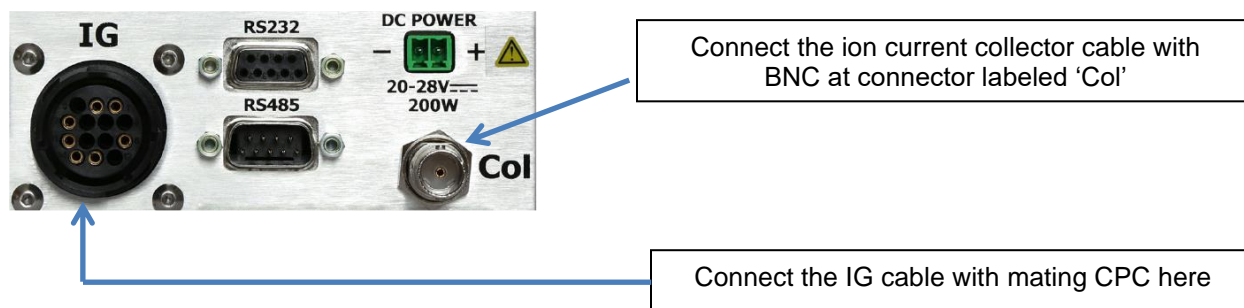 IG
RS232
DC POWER
- +
20-28V
200W
RS485
Col
Connect the ion current collector cable with
BNC at connector labeled ‘Col’
Connect the IG cable with mating CPC here